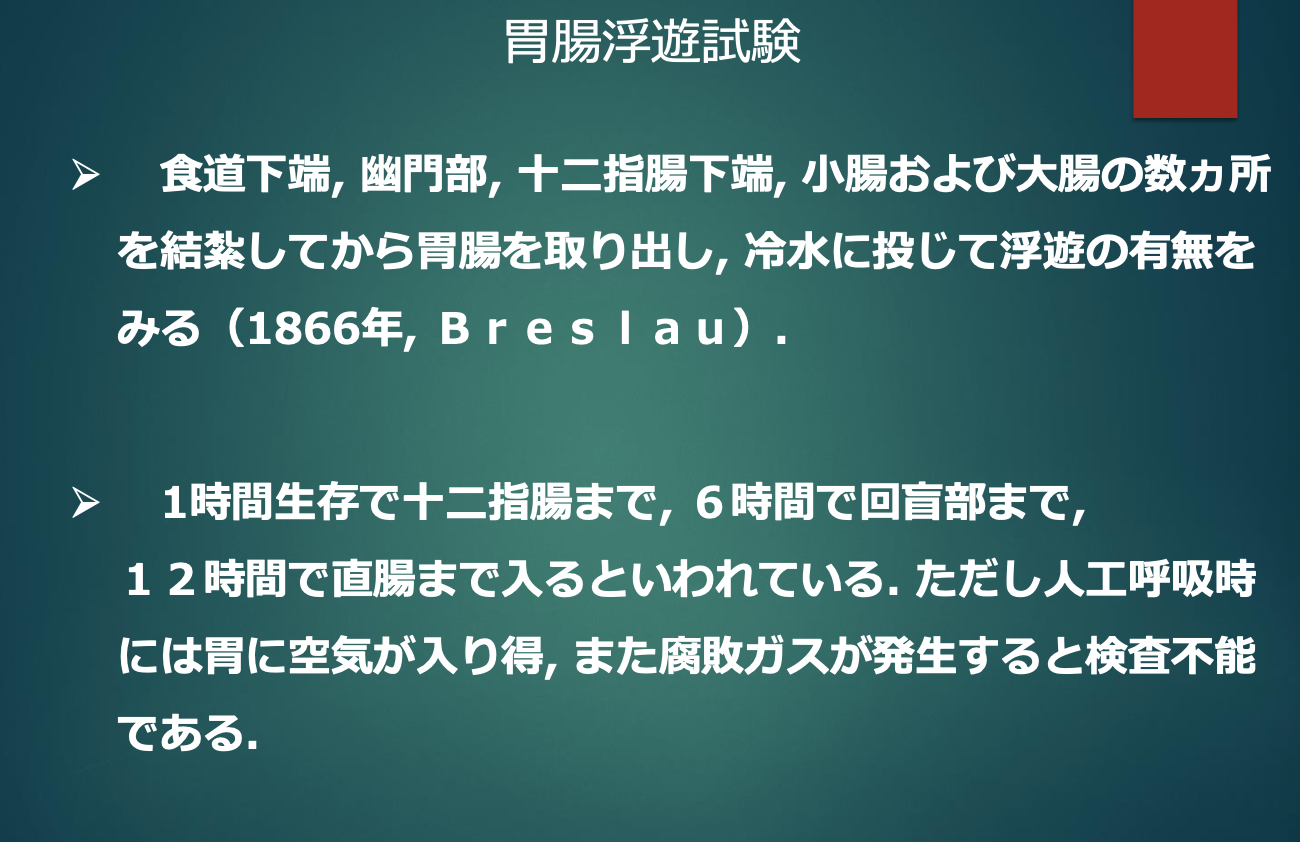 胃腸浮遊試験
➢ 食道下端, 幽門部, 十二指腸下端, 小腸および大腸の数ヵ所
を結紮してから胃腸を取り出し, 冷水に投じて浮遊の有無を
みる（1866年, Ｂｒｅｓｌａｕ）.
➢ 1時間生存で十二指腸まで, ６時間で回盲部まで,
１２時間で直腸まで入るといわれている. ただし人工呼吸時
には胃に空気が入り得, また腐敗ガスが発生すると検査不能
である.